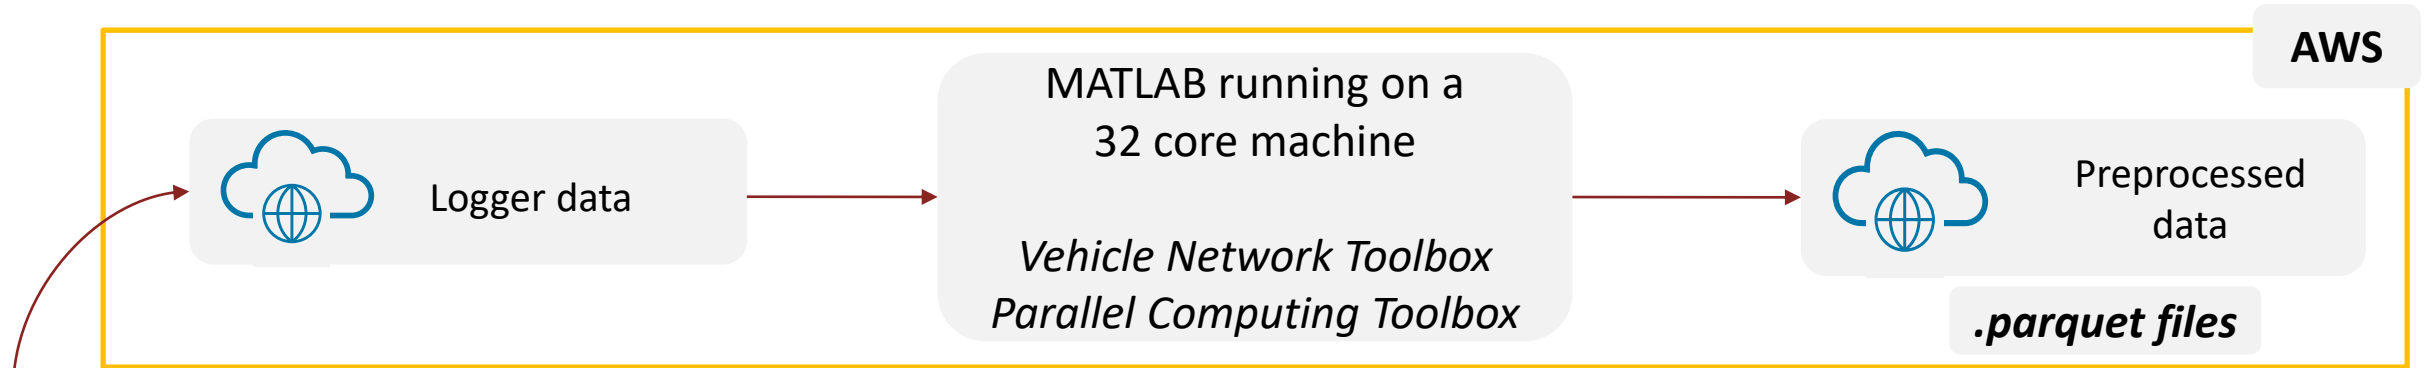 AWS
Logger data
MATLAB running on a
32 core machine
Vehicle Network Toolbox
Parallel Computing Toolbox
Preprocessed
data
.parquet files